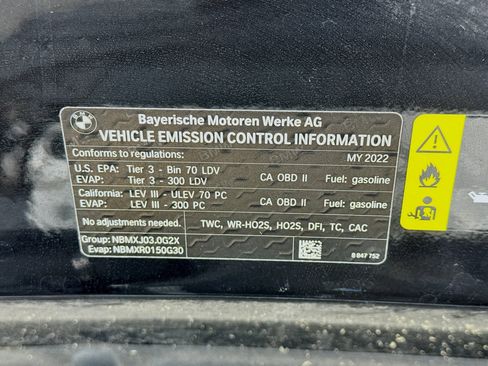 BMW
Bayerische Motoren Werke AG
VEHICLE EMISSION CONTROL INFORMATION
Conforms to regulations: MY 2022
U.S. EPA: Tier 3 - Bin 70 LDV
EVAP: Tier 3 - 300 LDV CA OBD II Fuel: gasoline
California: LEV III - ULEV 70 PC
EVAP: LEV III - 300 PC CA OBD II Fuel: gasoline
No adjustments needed. TWC, WR-HO2S, HO2S, DFI, TC, CAC
Group: NBMXJ03.0G2X
Evap: NBMXR0150G30
8 847 752